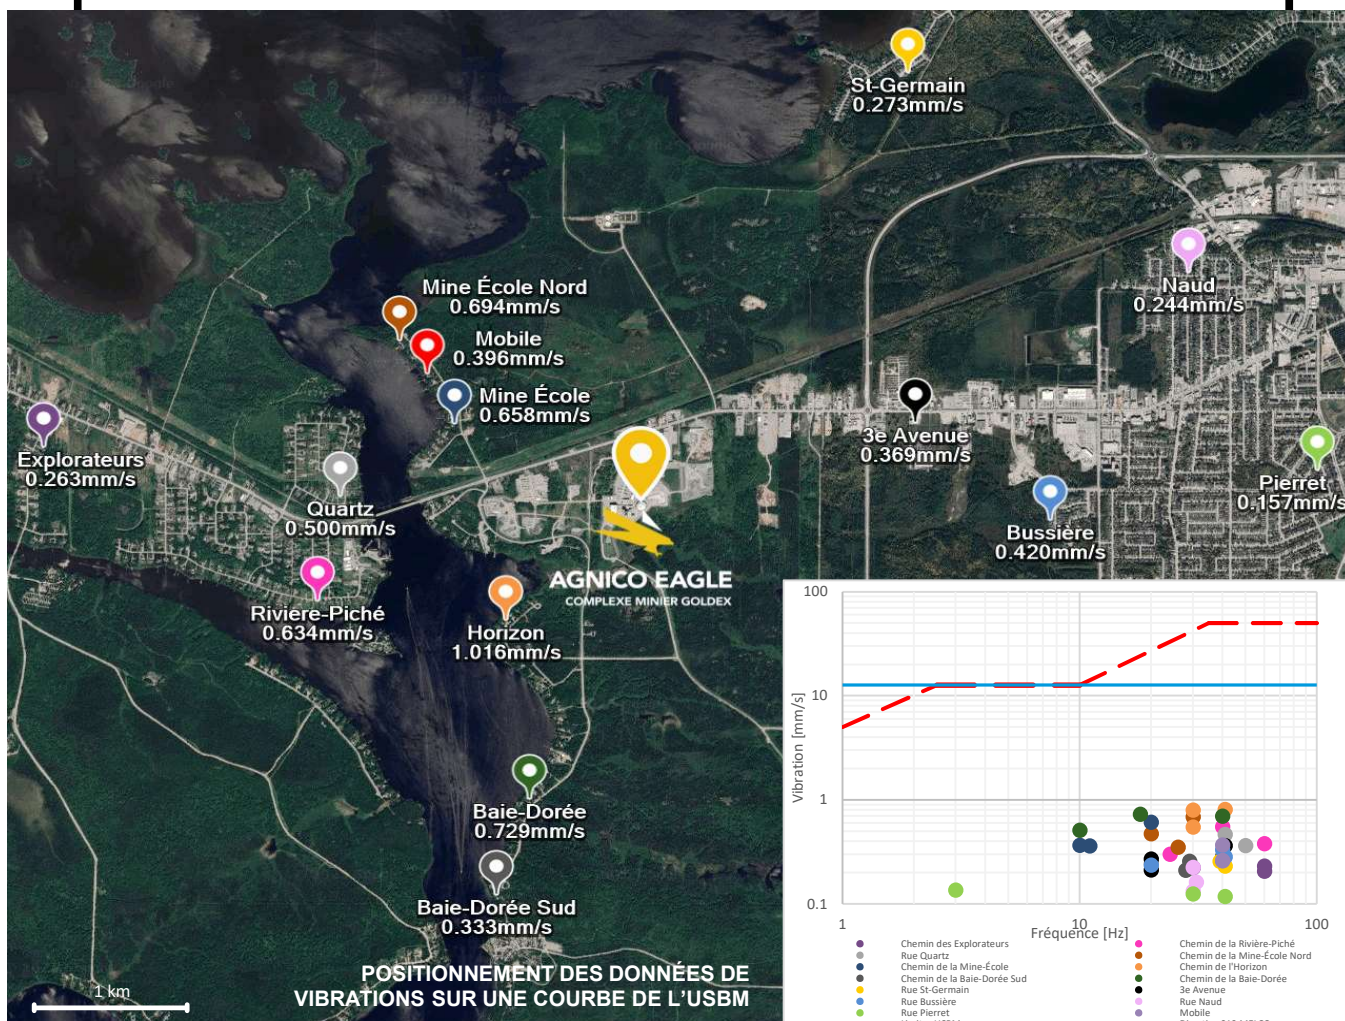 St-Germain
0.273mm/s
Naud
0.244mm/s
Mine École Nord
0.694mm/s
Mobile
0.396mm/s
Mine École
0.658mm/s
3e Avenue
0.369mm/s
Explorateurs
0.263mm/s
Quartz
0.500mm/s
Pierret
0.157mm/s
Bussière
0.420mm/s
AGNICO EAGLE
COMPLEXE MINIER GOLDEX
Riviere-Piché
0.634mm/s
Horizon
1.016mm/s
Baie-Dorée
0.729mm/s
Baie-Dorée Sud
0.333mm/s
POSITIONNEMENT DES DONNÉES DE
VIBRATIONS SUR UNE COURBE DE L'USBM
1 km
100
10
1
0.1
Vibration [mm/s]
1
10
100
Fréquence [Hz]
Chemin des Explorateurs
Chemin de la Rivière-Piché
Rue Quartz
Chemin de la Mine-École Nord
Chemin de la Mine-École
Chemin de l'Horizon
Chemin de la Baie-Dorée Sud
Chemin de la Baie-Dorée
Rue St-Germain
3e Avenue
Rue Bussière
Rue Naud
Rue Pierret
Mobile